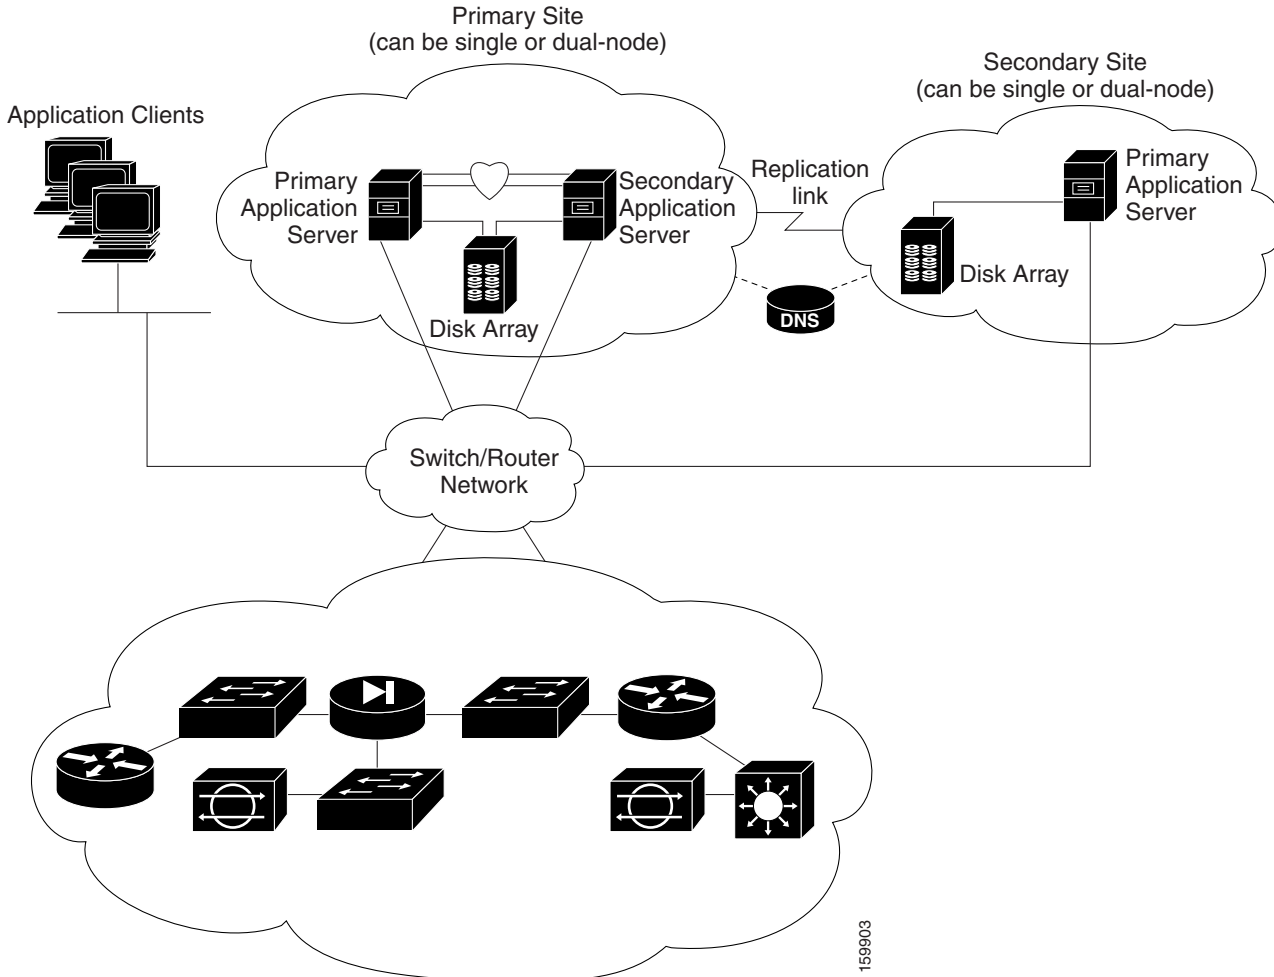 Primary Site
(can be single or dual-node)
Secondary Site
(can be single or dual-node)
Application Clients
Primary
Application
Server
Secondary
Application
Server
Disk Array
Replication
link
DNS
Primary
Application
Server
Disk Array
Switch/Router
Network
159903